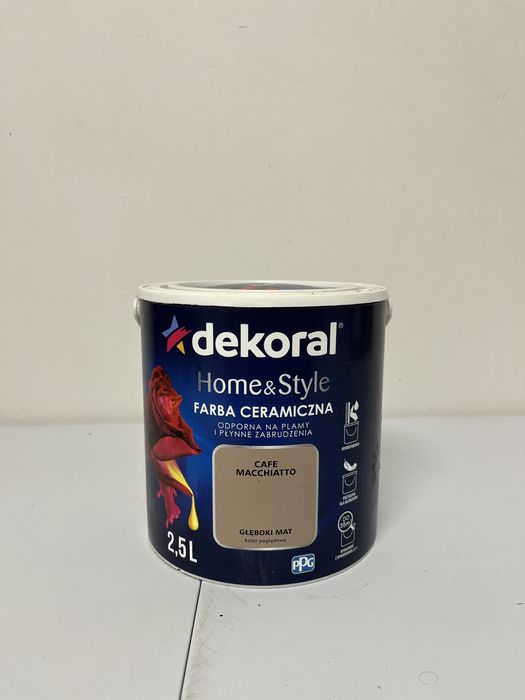 dekoral®
Home&Style
FARBA CERAMICZNA
ODPORNA NA PLAMY
I PŁYNNE ZABRUDZENIA
CAFE
MACCHIATTO
GŁĘBOKI MAT
kolor poglądowy
2,5L
PPG
DO